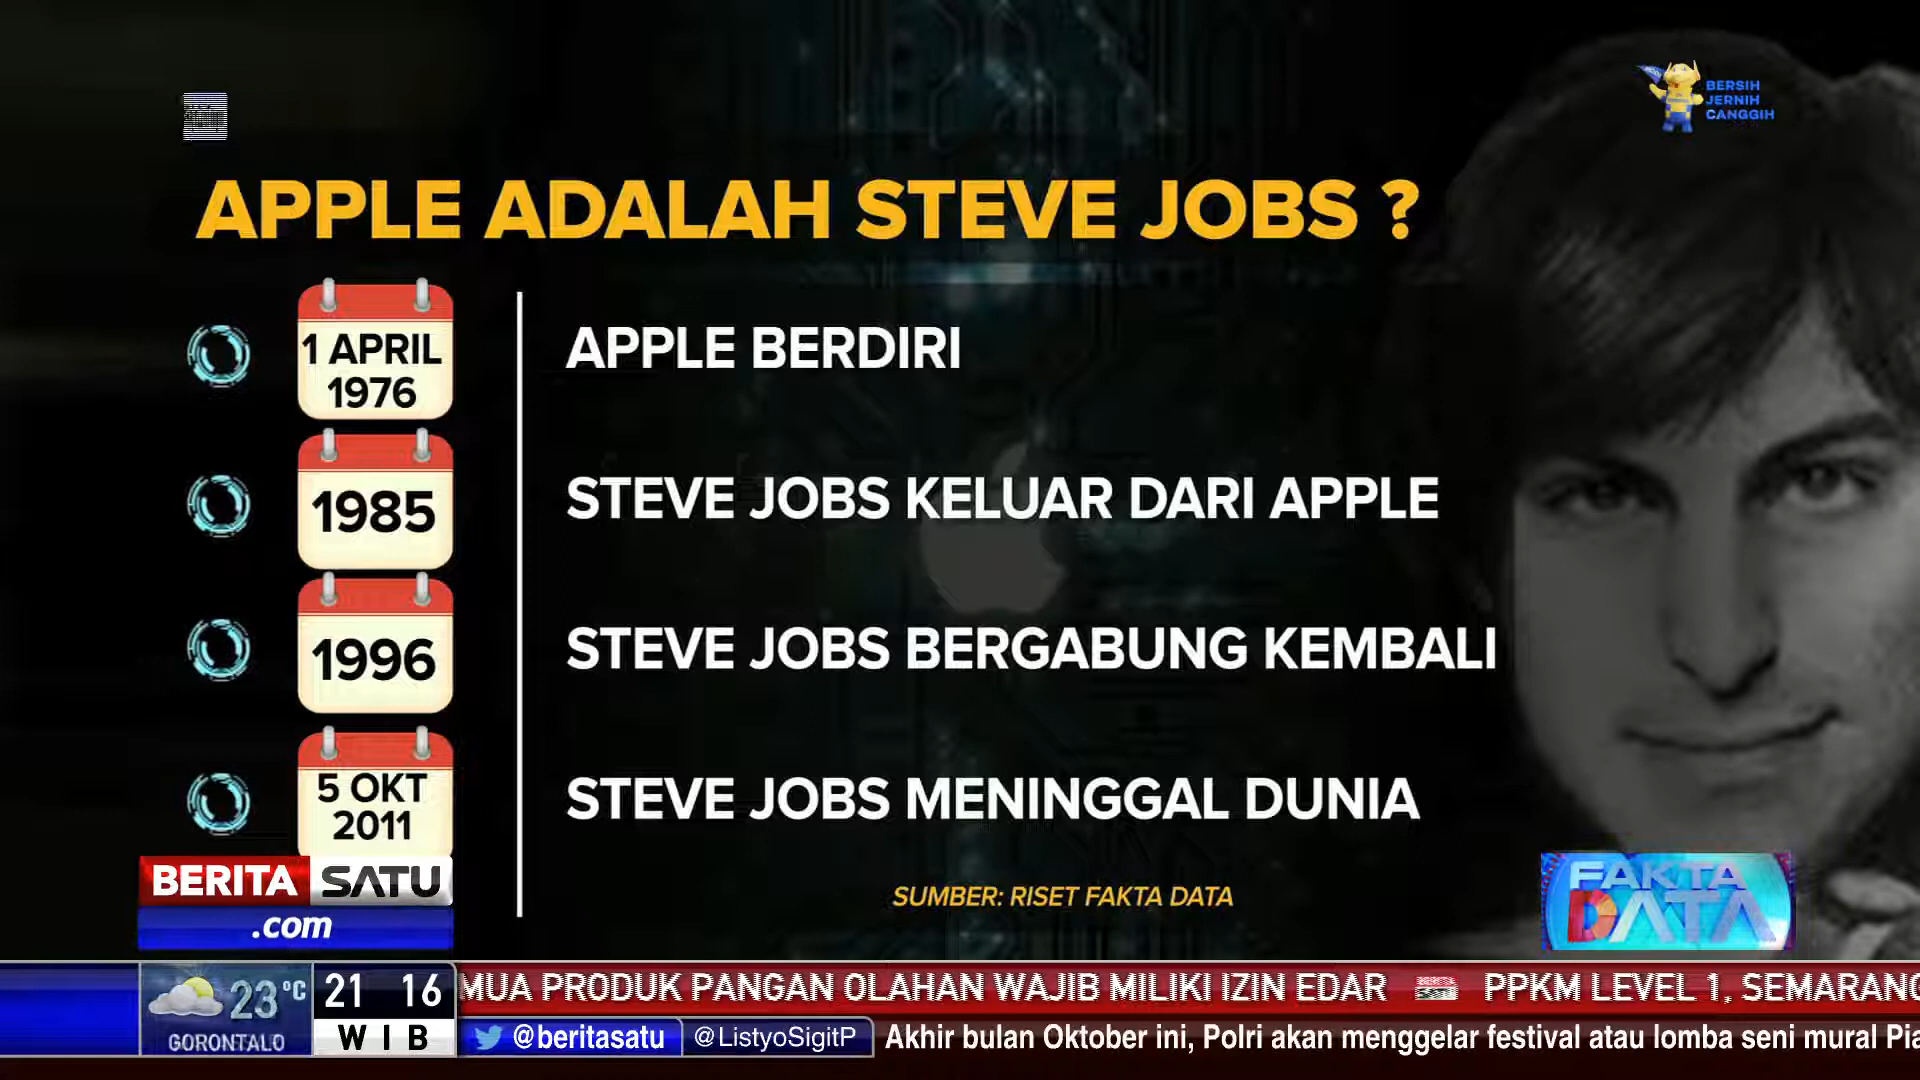 BERSIH
JERNIH
CANGGIH
APPLE ADALAH STEVE JOBS ?
1 APRIL
1976
APPLE BERDIRI
1985
STEVE JOBS KELUAR DARI APPLE
1996
STEVE JOBS BERGABUNG KEMBALI
5 OKT
2011
STEVE JOBS MENINGGAL DUNIA
BERITA SATU
.com
SUMBER: RISET FAKTA DATA
FAKTA
DATA
23°C
GORONTALO
21 16
WIB
MUA PRODUK PANGAN OLAHAN WAJIB MILIKI IZIN EDAR PPKM LEVEL 1, SEMARANG
@beritasatu @ListyoSigitP Akhir bulan Oktober ini, Polri akan menggelar festival atau lomba seni mural Pia